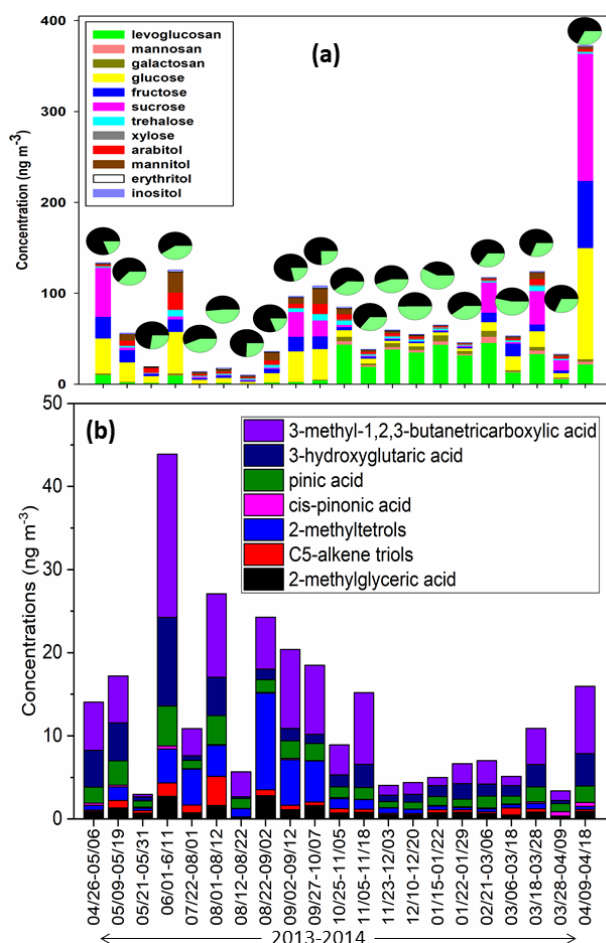 400
300
200
100
0
Concentration (ng m⁻³)
levoglucosan
mannosan
galactosan
glucose
fructose
sucrose
trehalose
xylose
arabitol
mannitol
erythritol
inositol
(a)
50
40
30
20
10
0
Concentrations (ng m⁻³)
(b)
3-methyl-1,2,3-butanetricarboxylic acid
3-hydroxyglutaric acid
pinic acid
cis-pinonic acid
2-methyltetrols
C5-alkene triols
2-methylglyceric acid
04/26-05/06
05/09-05/19
05/21-05/31
06/01-6/11
07/22-08/01
08/01-08/12
08/12-08/22
08/22-09/02
09/02-09/12
09/27-10/07
10/25-11/05
11/05-11/18
11/23-12/03
12/10-12/20
01/15-01/22
01/22-01/29
02/21-03/06
03/06-03/18
03/18-03/28
03/28-04/09
04/09-04/18
2013-2014